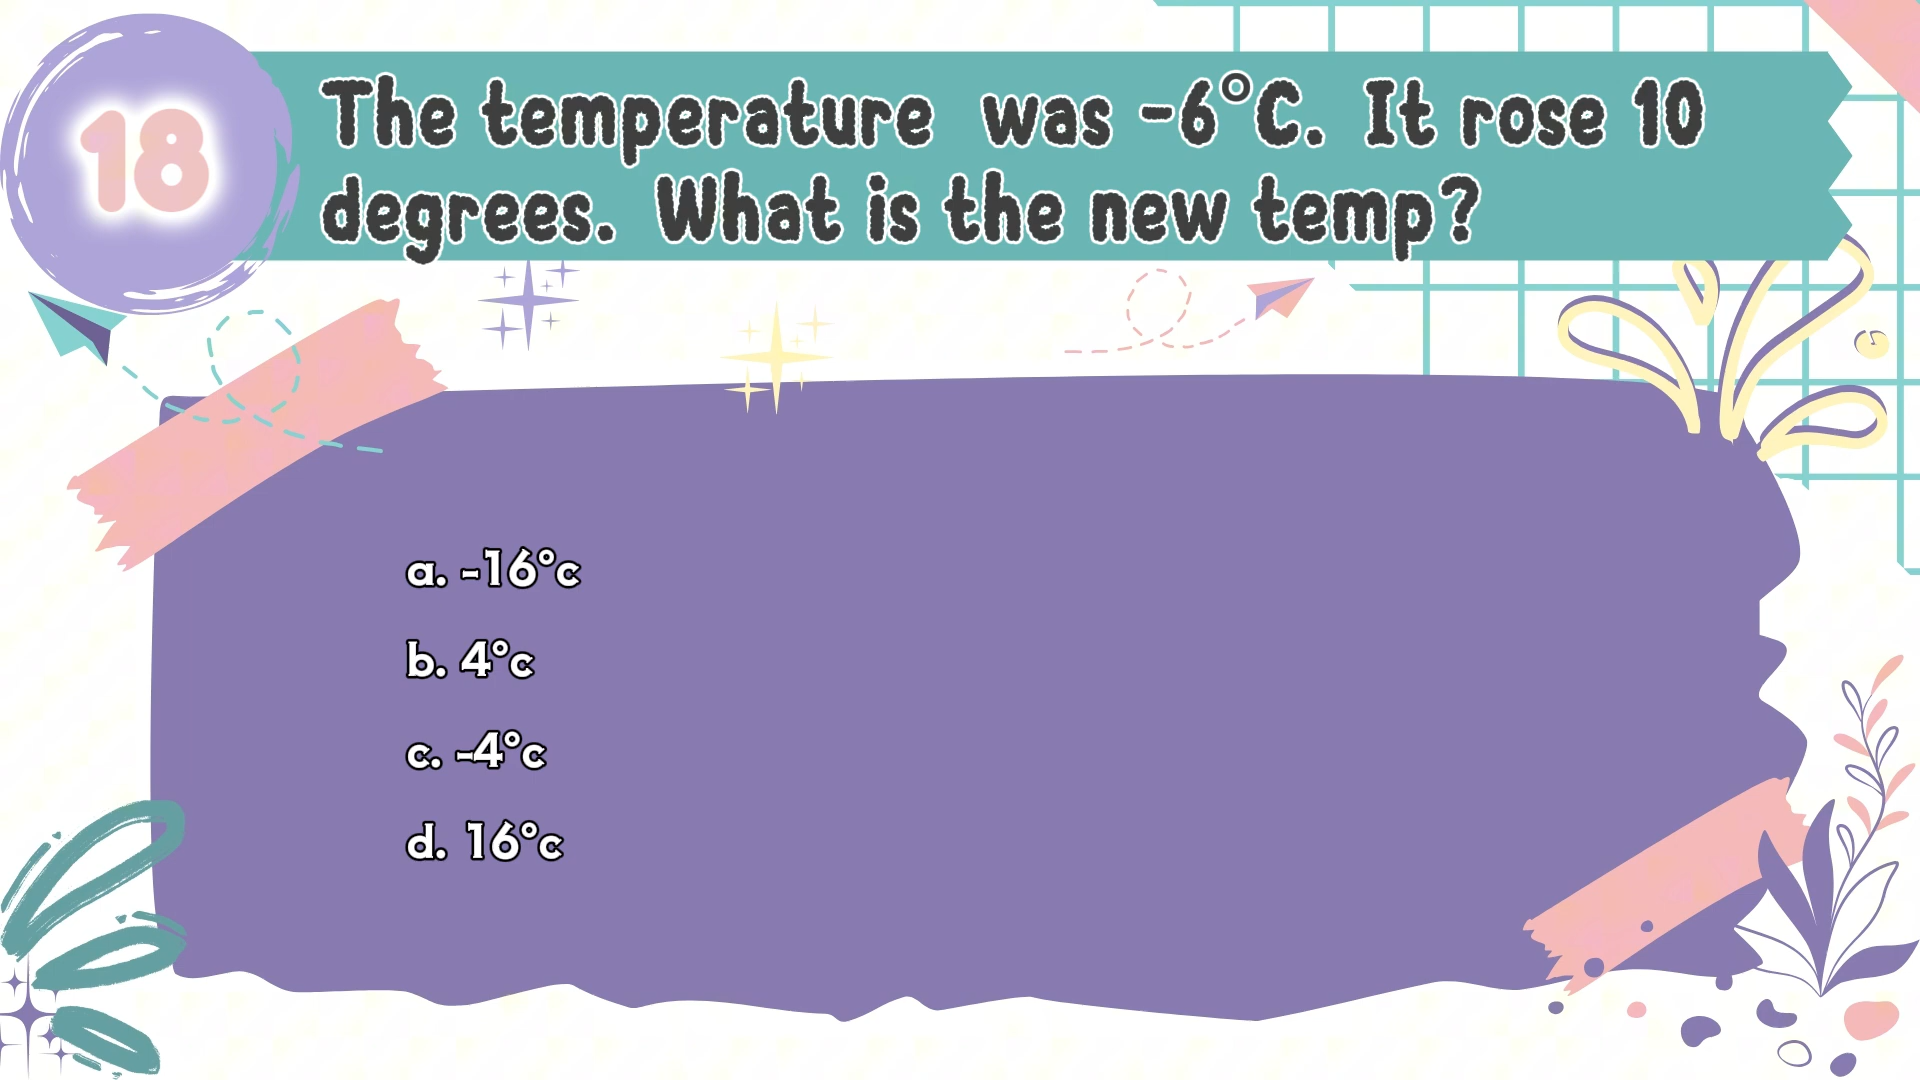 18
The temperature was -6°C. It rose 10
degrees. What is the new temp?
a. -16°c
b. 4°c
c. -4°c
d. 16°c